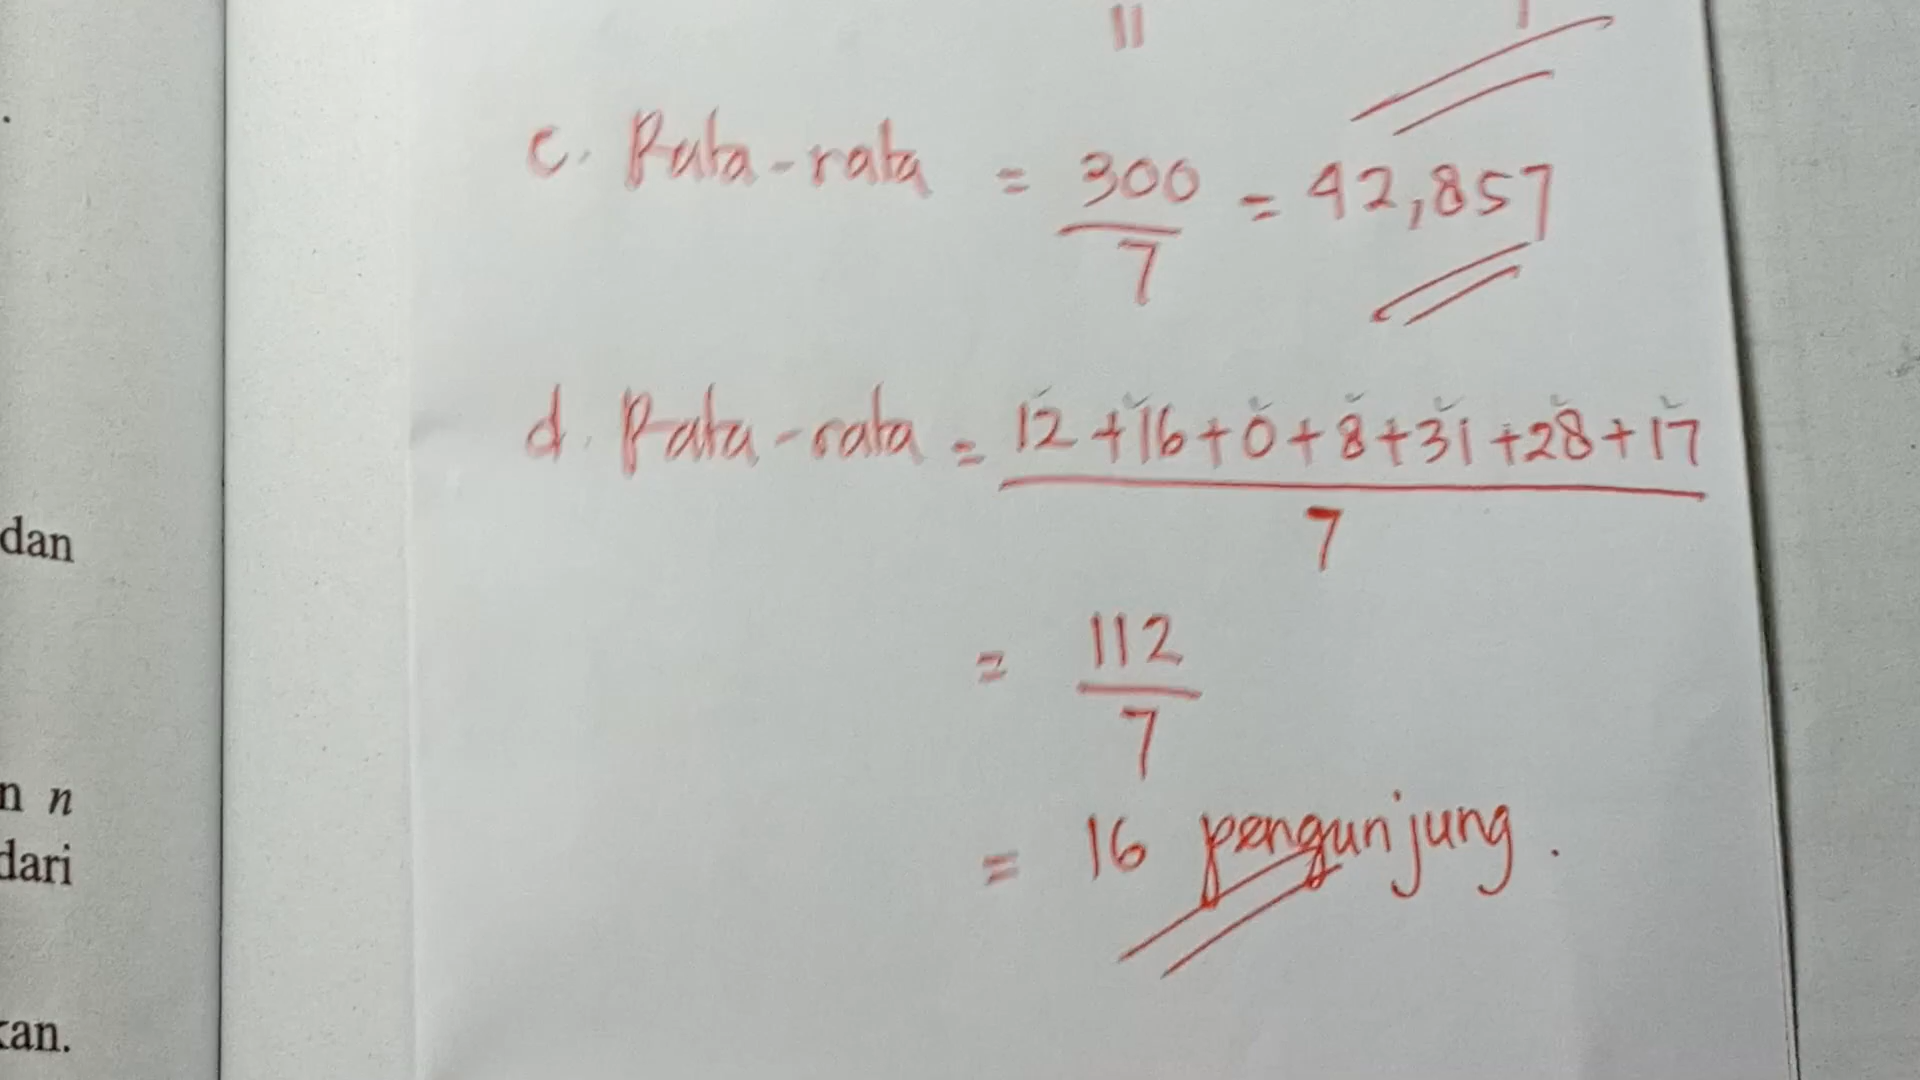 11
c. Rata-rata = 300/7 = 42,857
d. Rata-rata = 12+16+0+8+31+28+17
7
= 112/7
= 16 pengunjung.
dan
n n
dari
kan.